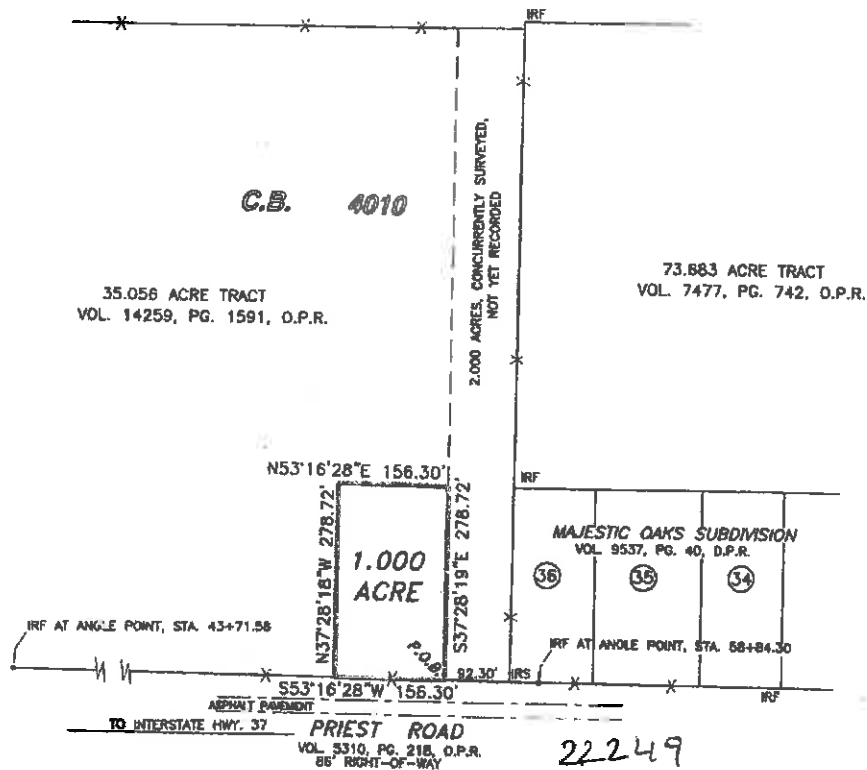 IRF
C.B. 4010
2.000 ACRES, CONCURRENTLY SURVEYED,
NOT YET RECORDED
35.056 ACRE TRACT
VOL. 14259, PG. 1591, O.P.R.
73.683 ACRE TRACT
VOL. 7477, PG. 742, O.P.R.
N53°16'28"E 156.30'
IRF
N37°28'18"W 278.72'
1.000
ACRE
S37°28'19"E 278.72'
MAJESTIC OAKS SUBDIVISION
VOL. 9537, PG. 40, D.P.R.
36
35
34
P.O.B.
IRF AT ANGLE POINT, STA. 43+71.58
IRF AT ANGLE POINT, STA. 58+84.30
92.30'
IRS
S53°16'28"W 156.30'
IRF
ASPHALT PAVEMENT
TO INTERSTATE HWY. 37
PRIEST ROAD
VOL. 5310, PG. 218, O.P.R.
86' RIGHT-OF-WAY
22249